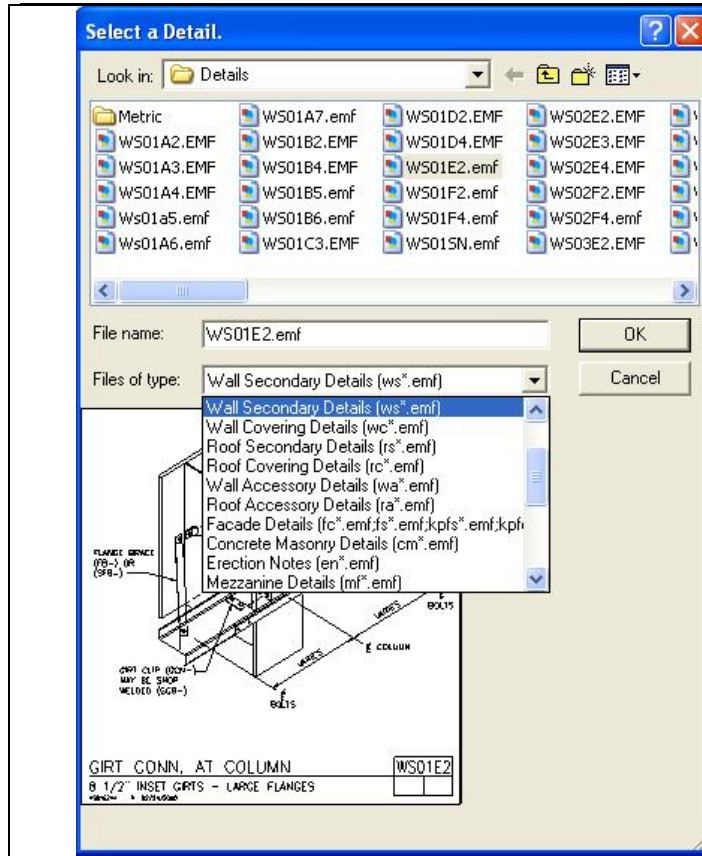 Select a Detail.
Look in: Details
Metric WS01A7.emf WS01D2.EMF WS02E2.EMF
WS01A2.EMF WS01B2.EMF WS01D4.EMF WS02E3.EMF
WS01A3.EMF WS01B4.EMF WS01E2.emf WS02E4.EMF
WS01A4.EMF WS01B5.emf WS01F2.emf WS02F2.EMF
Ws01a5.emf WS01B6.emf WS01F4.emf WS02F4.emf
Ws01A6.emf WS01C3.EMF WS01SN.emf WS03E2.EMF
File name: WS01E2.emf OK
Files of type: Wall Secondary Details (ws*.emf) Cancel
Wall Secondary Details (ws*.emf)
Wall Covering Details (wc*.emf)
Roof Secondary Details (rs*.emf)
Roof Covering Details (rc*.emf)
Wall Accessory Details (wa*.emf)
Roof Accessory Details (ra*.emf)
Facade Details (fc*.emf;fs*.emf;kpfs*.emf;kpf
Concrete Masonry Details (cm*.emf)
Erection Notes (en*.emf)
Mezzanine Details (mf*.emf)
FLANGE BRACE
(FB-) OR
(SFB-)
VARIES
BOLTS
VARIES
℄ COLUMN
GIRT CLIP
MAY BE SHOP
WELDED (GCB-)
℄
BOLTS
GIRT CONN. AT COLUMN WS01E2
8 1/2" INSET GIRTS - LARGE FLANGES